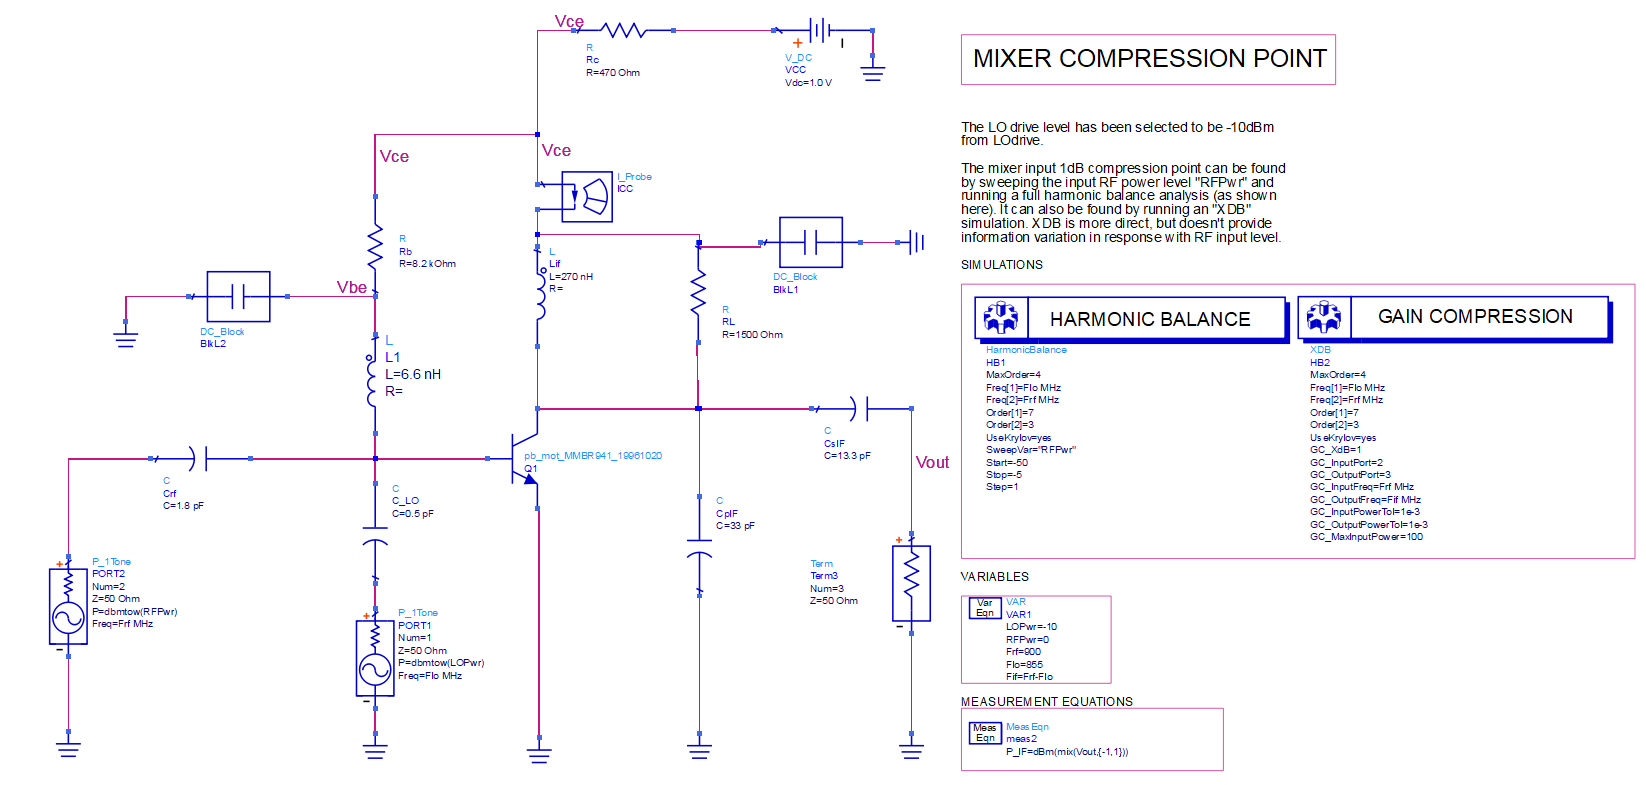 Vce
R
Rc
R=470 Ohm
+
V_DC
VCC
Vdc=1.0 V
Vce
Vce
I_Probe
ICC
R
Rb
R=8.2 kOhm
Vbe
DC_Block
BlkL2
L
L1
L=6.6 nH
R=
L
Lif
L=270 nH
R=
DC_Block
BlkL1
R
RL
R=1500 Ohm
C
Crf
C=1.8 pF
C
C_LO
C=0.5 pF
pb_mot_MMBR941_19961020
Q1
C
CsIF
C=13.3 pF
Vout
C
CpIF
C=33 pF
+
P_1Tone
PORT2
Num=2
Z=50 Ohm
P=dbmtow(RFPwr)
Freq=Frf MHz
-
+
P_1Tone
PORT1
Num=1
Z=50 Ohm
P=dbmtow(LOPwr)
Freq=Flo MHz
-
+
Term
Term3
Num=3
Z=50 Ohm
-
MIXER COMPRESSION POINT
The LO drive level has been selected to be -10dBm
from LOdrive.
The mixer input 1dB compression point can be found
by sweeping the input RF power level "RFPwr" and
running a full harmonic balance analysis (as shown
here). It can also be found by running an "XDB"
simulation. XDB is more direct, but doesn't provide
information variation in response with RF input level.
SIMULATIONS
HARMONIC BALANCE
HarmonicBalance
HB1
MaxOrder=4
Freq[1]=Flo MHz
Freq[2]=Frf MHz
Order[1]=7
Order[2]=3
UseKrylov=yes
SweepVar="RFPwr"
Start=-50
Stop=-5
Step=1
GAIN COMPRESSION
XDB
HB2
MaxOrder=4
Freq[1]=Flo MHz
Freq[2]=Frf MHz
Order[1]=7
Order[2]=3
UseKrylov=yes
GC_XdB=1
GC_InputPort=2
GC_OutputPort=3
GC_InputFreq=Frf MHz
GC_OutputFreq=Fif MHz
GC_InputPowerTol=1e-3
GC_OutputPowerTol=1e-3
GC_MaxInputPower=100
VARIABLES
Var
Eqn
VAR
VAR1
LOPwr=-10
RFPwr=0
Frf=900
Flo=855
Fif=Frf-Flo
MEASUREMENT EQUATIONS
Meas
Eqn
MeasEqn
meas2
P_IF=dBm(mix(Vout,{-1,1}))